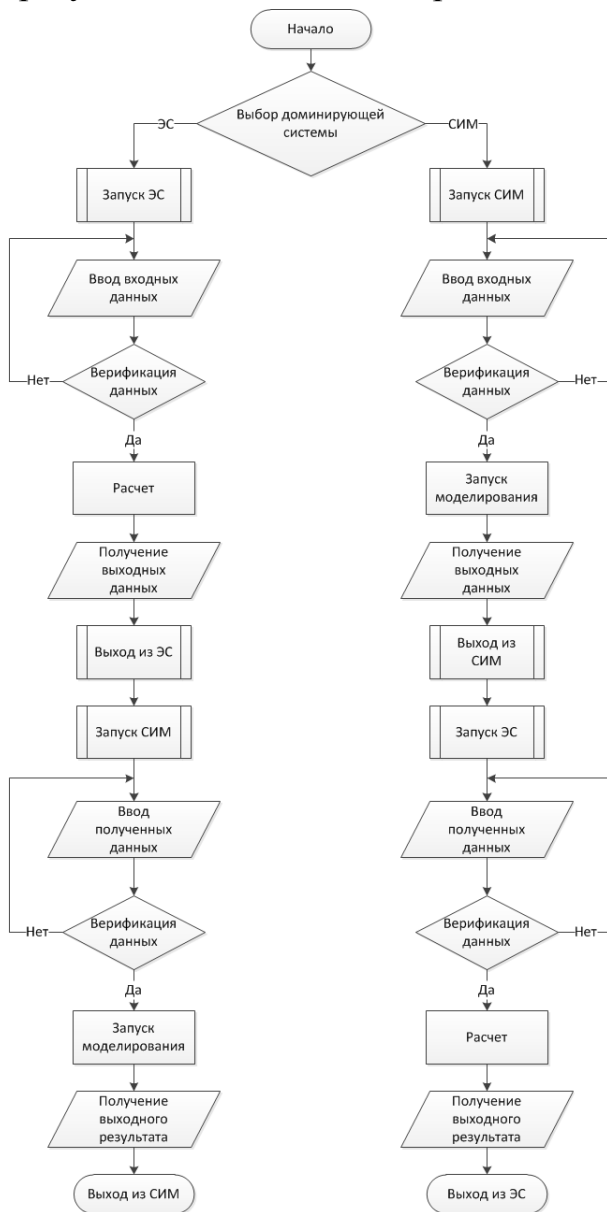 Начало
Выбор доминирующей
системы
ЭС
СИМ
Запуск ЭС
Запуск СИМ
Ввод входных
данных
Ввод входных
данных
Нет
Верификация
данных
Верификация
данных
Нет
Да
Да
Расчет
Запуск
моделирования
Получение
выходных
данных
Получение
выходных
данных
Выход из ЭС
Выход из
СИМ
Запуск СИМ
Запуск ЭС
Ввод
полученных
данных
Ввод
полученных
данных
Нет
Верификация
данных
Верификация
данных
Нет
Да
Да
Запуск
моделирования
Расчет
Получение
выходного
результата
Получение
выходного
результата
Выход из СИМ
Выход из ЭС